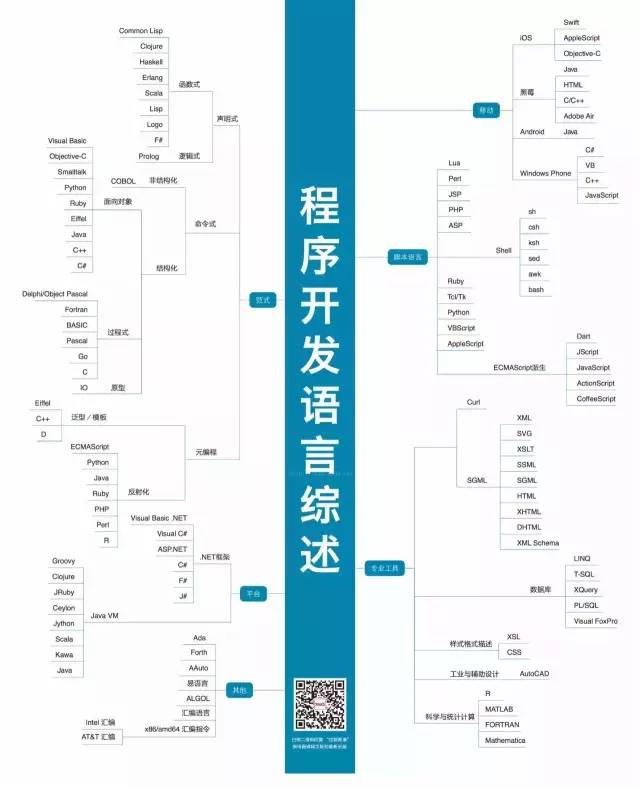 程序开发语言综述
范式
声明式
函数式
Common Lisp
Clojure
Haskell
Erlang
Scala
Lisp
Logo
F#
逻辑式
Prolog
命令式
非结构化
COBOL
结构化
面向对象
Visual Basic
Objective-C
Smalltalk
Python
Ruby
Eiffel
Java
C++
C#
过程式
Delphi/Object Pascal
Fortran
BASIC
Pascal
Go
C
原型
IO
元编程
泛型／模板
Eiffel
C++
D
反射化
ECMAScript
Python
Java
Ruby
PHP
Perl
R
平台
.NET框架
Visual Basic .NET
Visual C#
ASP.NET
C#
F#
J#
Java VM
Groovy
Clojure
JRuby
Ceylon
Jython
Scala
Kawa
Java
其他
Ada
Forth
AAuto
易语言
ALGOL
汇编语言
x86/amd64 汇编指令
Intel 汇编
AT&T 汇编
移动
iOS
Swift
AppleScript
Objective-C
黑莓
Java
HTML
C/C++
Adobe Air
Android
Java
Windows Phone
C#
VB
C++
JavaScript
脚本语言
Lua
Perl
JSP
PHP
ASP
Shell
sh
csh
ksh
sed
awk
bash
Ruby
Tcl/Tk
Python
VBScript
AppleScript
ECMAScript派生
Dart
JScript
JavaScript
ActionScript
CoffeeScript
专业工具
Curl
SGML
XML
SVG
XSLT
SSML
SGML
HTML
XHTML
DHTML
XML Schema
数据库
LINQ
T-SQL
XQuery
PL/SQL
Visual FoxPro
样式格式描述
XSL
CSS
工业与辅助设计
AutoCAD
科学与统计计算
R
MATLAB
FORTRAN
Mathematica